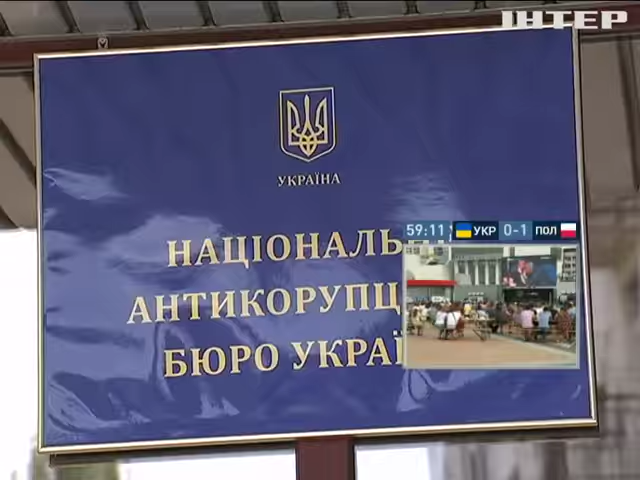 ІНТЕР
УКРАЇНА
59:11 УКР 0-1 ПОЛ
НАЦІОНАЛЬ
АНТИКОРУПЦ
БЮРО УКРАЇ